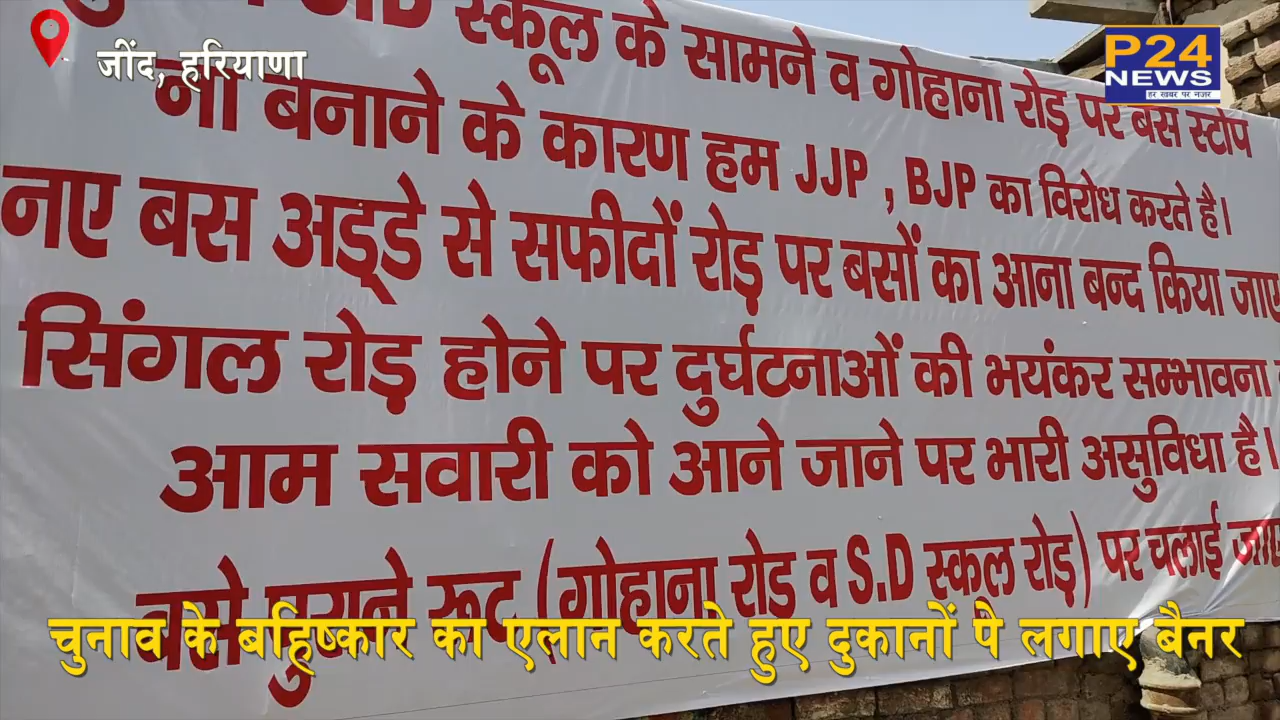 जींद, हरियाणा
P24
NEWS
हर खबर पर नजर
स्कूल के सामने व गोहाना रोड़ पर बस स्टोप
ना बनाने के कारण हम JJP , BJP का विरोध करते है।
नए बस अड्डे से सफीदों रोड़ पर बसों का आना बन्द किया जाए
सिंगल रोड़ होने पर दुर्घटनाओं की भयंकर सम्भावना
आम सवारी को आने जाने पर भारी असुविधा है।
बसे पुराने रूट (गोहाना रोड़ व S.D स्कूल रोड़) पर चलाई जाए
चुनाव के बहिष्कार का एलान करते हुए दुकानों पै लगाए बैनर